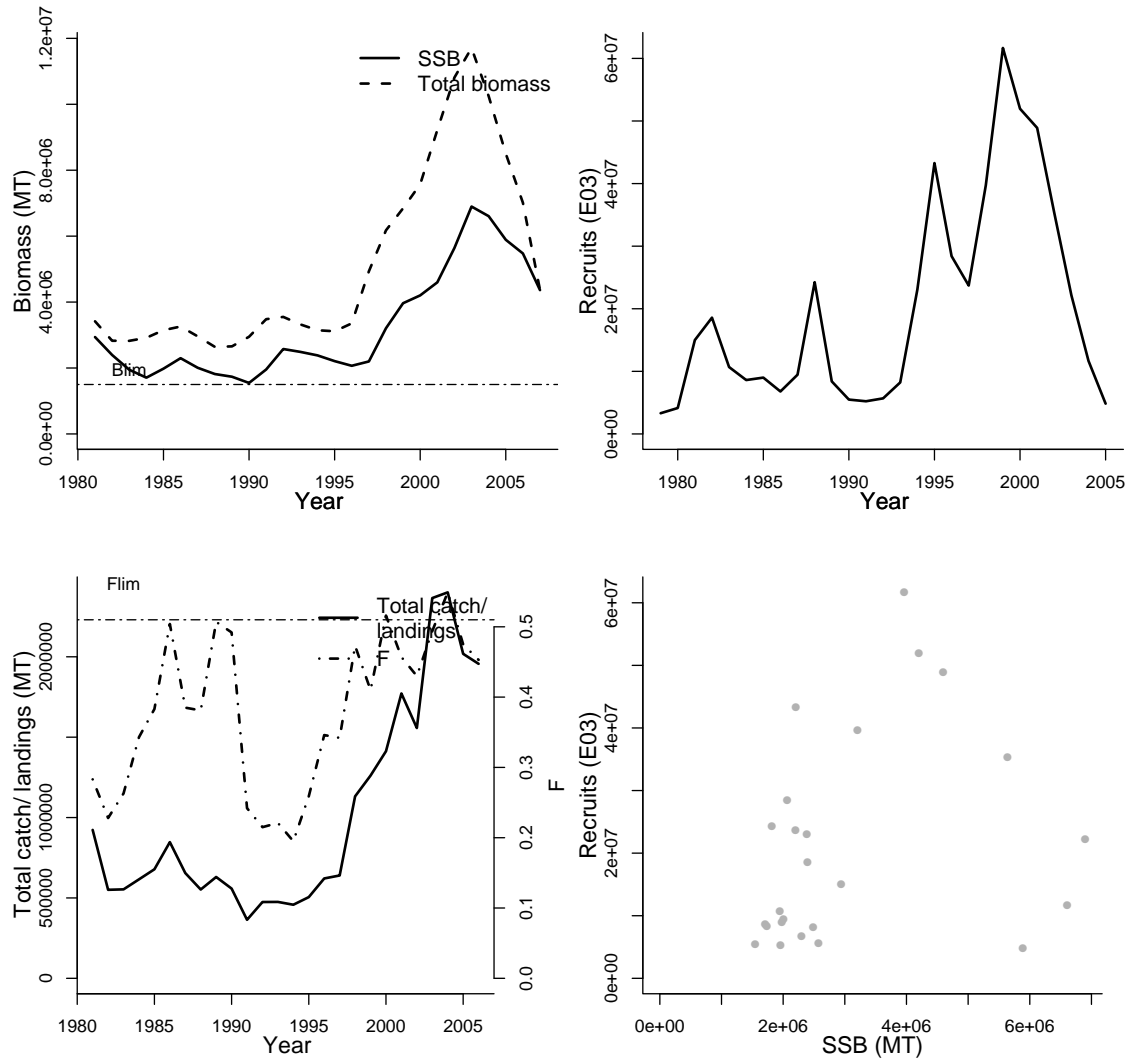 SSB
Total biomass
Blim
Biomass (MT)
0.0e+00 4.0e+06 8.0e+06 1.2e+07
1980 1985 1990 1995 2000 2005
Year
Recruits (E03)
0e+00 2e+07 4e+07 6e+07
1980 1985 1990 1995 2000 2005
Year
Flim
Total catch/
landings
F
Total catch/ landings (MT)
0 500000 1000000 2000000
F
0.0 0.1 0.2 0.3 0.4 0.5
1980 1985 1990 1995 2000 2005
Year
Recruits (E03)
0e+00 2e+07 4e+07 6e+07
0e+00 2e+06 4e+06 6e+06
SSB (MT)